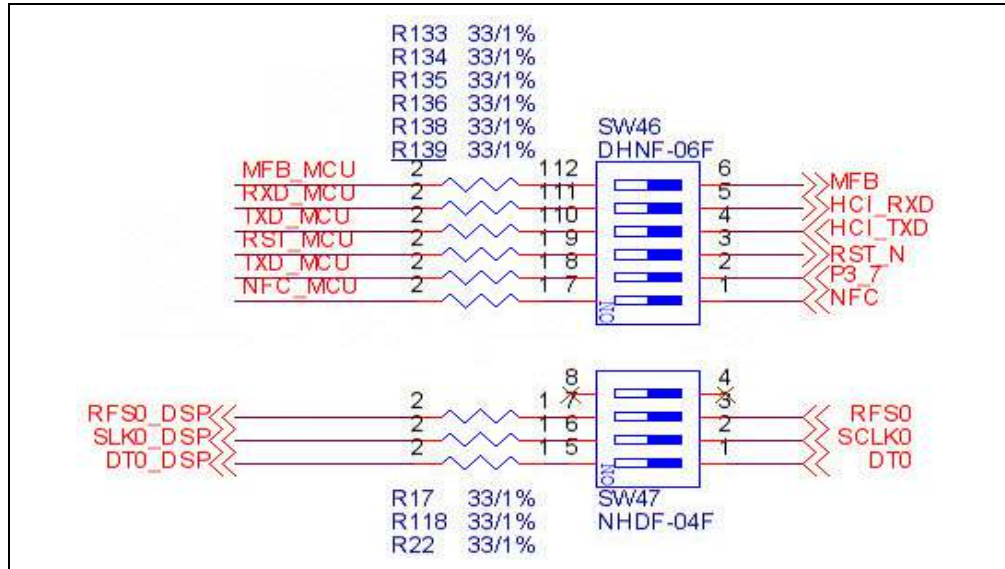 R133 33/1%
R134 33/1%
R135 33/1%
R136 33/1%
R138 33/1%
R139 33/1%
SW46
DHNF-06F
MFB_MCU 2 1 12 6 MFB
RXD_MCU 2 1 11 5 HCI_RXD
TXD_MCU 2 1 10 4 HCI_TXD
RST_MCU 2 1 9 3 RST_N
TXD_MCU 2 1 8 2 P3_7
NFC_MCU 2 1 7 1 NFC
ON
8 4
RFS0_DSP 2 1 7 3 RFS0
SLK0_DSP 2 1 6 2 SCLK0
DT0_DSP 2 1 5 1 DT0
ON
R17 33/1%
R118 33/1%
R22 33/1%
SW47
NHDF-04F